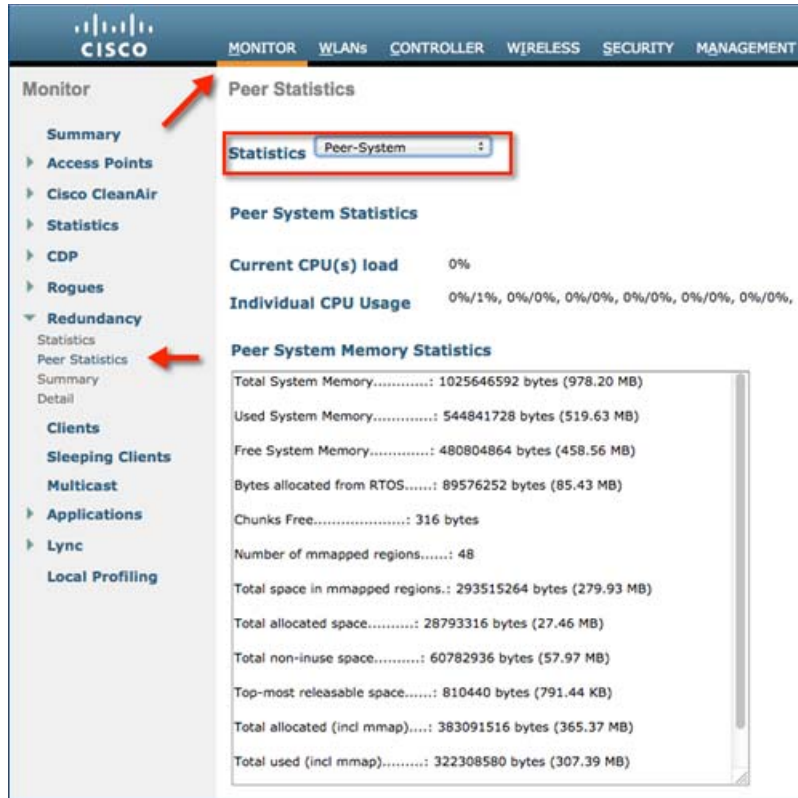 CISCO
MONITOR WLANs CONTROLLER WIRELESS SECURITY MANAGEMENT
Monitor
Summary
Access Points
Cisco CleanAir
Statistics
CDP
Rogues
Redundancy
Statistics
Peer Statistics
Summary
Detail
Clients
Sleeping Clients
Multicast
Applications
Lync
Local Profiling
Peer Statistics
Statistics Peer-System
Peer System Statistics
Current CPU(s) load 0%
Individual CPU Usage 0%/1%, 0%/0%, 0%/0%, 0%/0%, 0%/0%, 0%/0%,
Peer System Memory Statistics
Total System Memory............: 1025646592 bytes (978.20 MB)
Used System Memory.............: 544841728 bytes (519.63 MB)
Free System Memory.............: 480804864 bytes (458.56 MB)
Bytes allocated from RTOS......: 89576252 bytes (85.43 MB)
Chunks Free....................: 316 bytes
Number of mmapped regions......: 48
Total space in mmapped regions.: 293515264 bytes (279.93 MB)
Total allocated space..........: 28793316 bytes (27.46 MB)
Total non-inuse space..........: 60782936 bytes (57.97 MB)
Top-most releasable space......: 810440 bytes (791.44 KB)
Total allocated (incl mmap)....: 383091516 bytes (365.37 MB)
Total used (incl mmap).........: 322308580 bytes (307.39 MB)